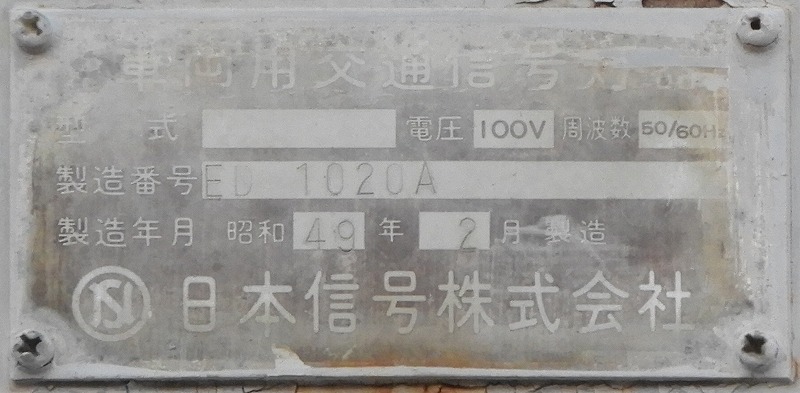 車両用交通信号灯器
型式 電圧 100V 周波数 50/60Hz
製造番号 ED 1020A
製造年月 昭和 49 年 2 月 製造
日本信号株式会社